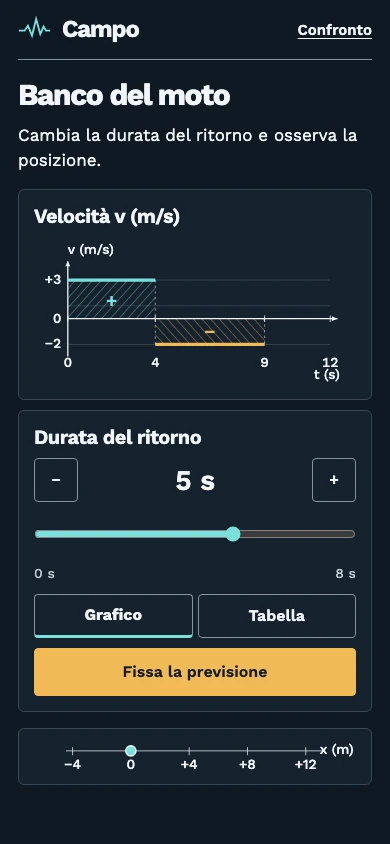 Campo
Confronto
Banco del moto
Cambia la durata del ritorno e osserva la
posizione.
Velocità v (m/s)
v (m/s)
+3
+
0
−
−2
0 4 9 12
t (s)
Durata del ritorno
− 5 s +
0 s 8 s
Grafico Tabella
Fissa la previsione
x (m)
−4 0 +4 +8 +12